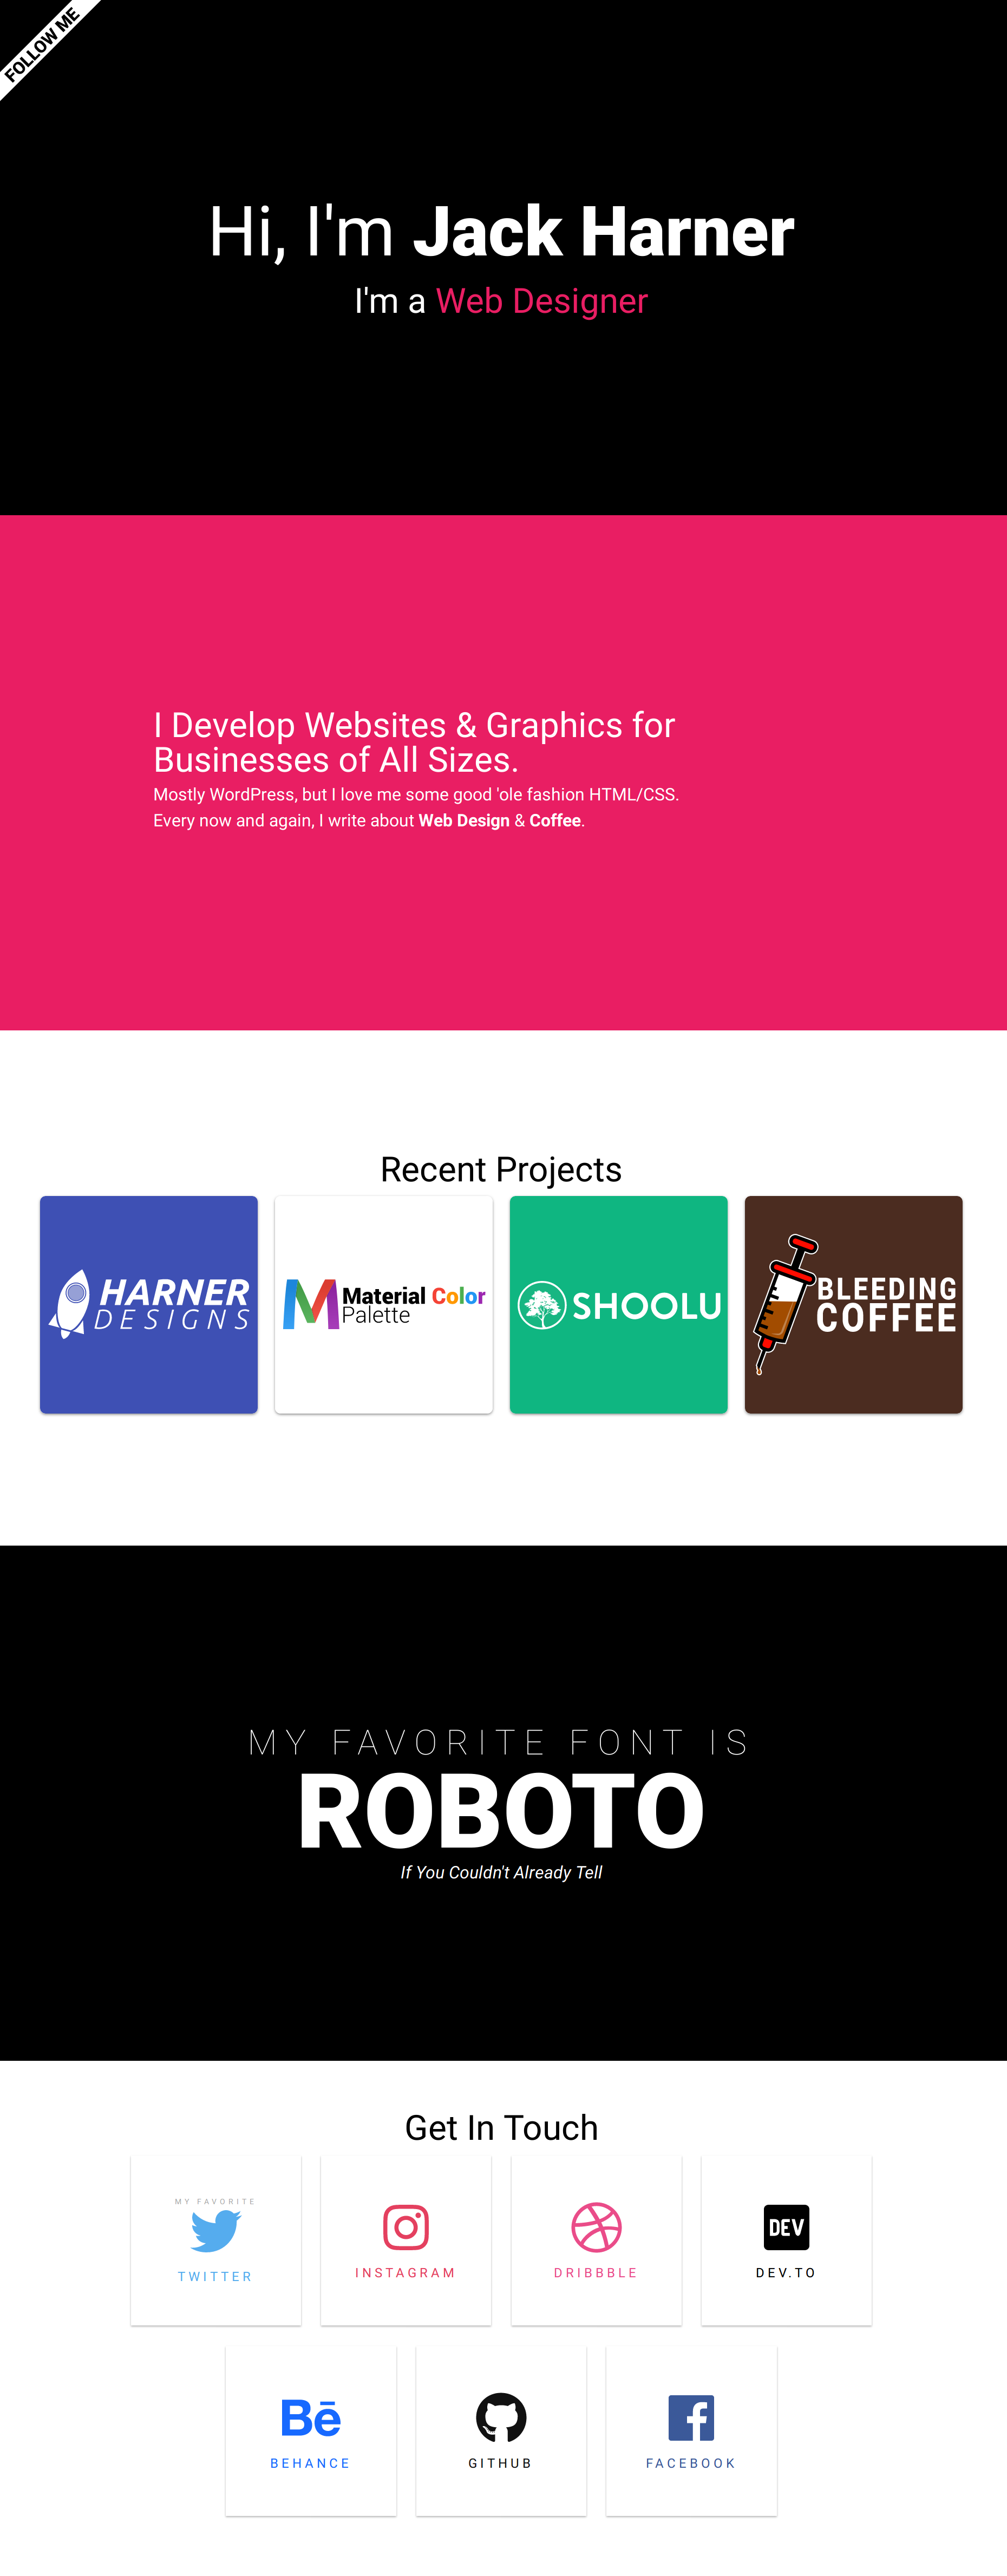 FOLLOW ME
Hi, I'm Jack Harner
I'm a Web Designer
I Develop Websites & Graphics for
Businesses of All Sizes.
Mostly WordPress, but I love me some good 'ole fashion HTML/CSS.
Every now and again, I write about Web Design & Coffee.
Recent Projects
HARNER
DESIGNS
M Material Color
Palette
SHOOLU
BLEEDING
COFFEE
MY FAVORITE FONT IS
ROBOTO
If You Couldn't Already Tell
Get In Touch
MY FAVORITE
TWITTER
INSTAGRAM
DRIBBBLE
DEV
DEV.TO
Bē
BEHANCE
GITHUB
f
FACEBOOK